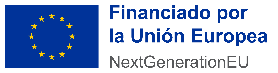 Financiado por
la Unión Europea
NextGenerationEU